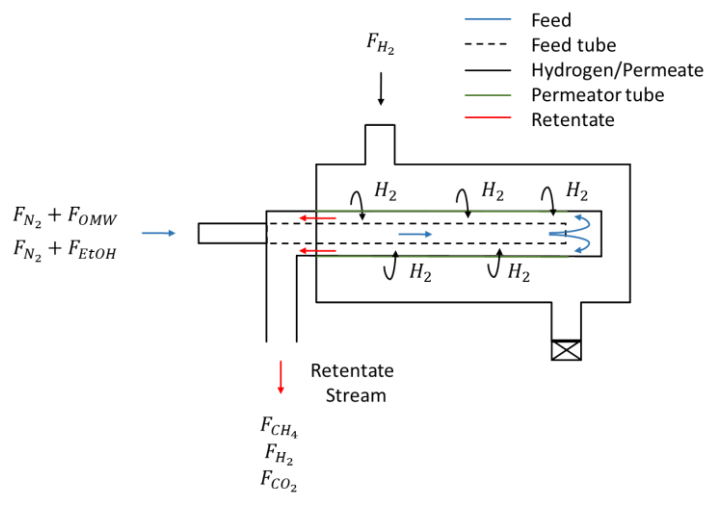 Feed
Feed tube
Hydrogen/Permeate
Permeator tube
Retentate
F_{H_2}
H_2 H_2 H_2
F_{N_2} + F_{OMW}
F_{N_2} + F_{EtOH}
H_2 H_2
Retentate
Stream
F_{CH_4}
F_{H_2}
F_{CO_2}